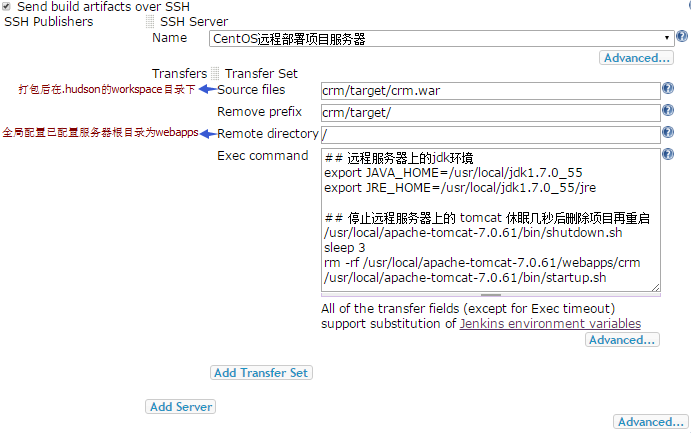 Send build artifacts over SSH
SSH Publishers SSH Server
Name CentOS远程部署项目服务器
Advanced...
Transfers Transfer Set
打包后在.hudson的workspace目录下 Source files crm/target/crm.war
Remove prefix crm/target/
全局配置已配置服务器根目录为webapps Remote directory /
Exec command ## 远程服务器上的jdk环境
export JAVA_HOME=/usr/local/jdk1.7.0_55
export JRE_HOME=/usr/local/jdk1.7.0_55/jre
## 停止远程服务器上的 tomcat 休眠几秒后删除项目再重启
/usr/local/apache-tomcat-7.0.61/bin/shutdown.sh
sleep 3
rm -rf /usr/local/apache-tomcat-7.0.61/webapps/crm
/usr/local/apache-tomcat-7.0.61/bin/startup.sh
All of the transfer fields (except for Exec timeout)
support substitution of Jenkins environment variables
Advanced...
Add Transfer Set
Add Server
Advanced...